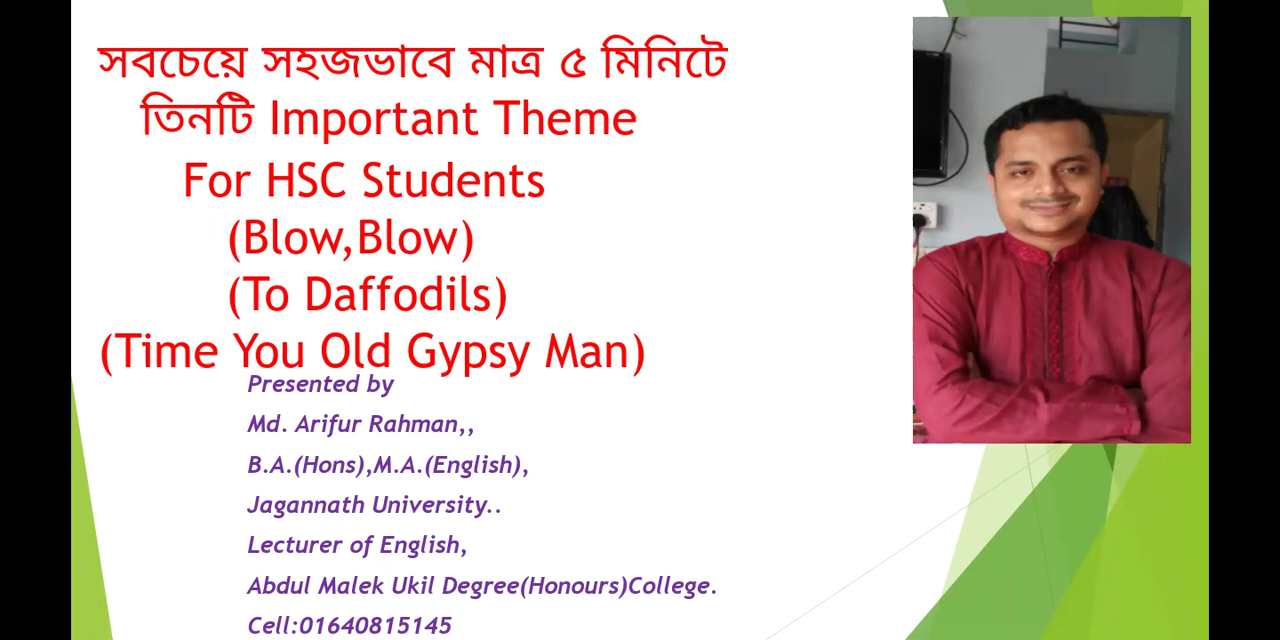 সবচেয়ে সহজভাবে মাত্র ৫ মিনিটে
তিনটি Important Theme
For HSC Students
(Blow,Blow)
(To Daffodils)
(Time You Old Gypsy Man)
Presented by
Md. Arifur Rahman,,
B.A.(Hons),M.A.(English),
Jagannath University..
Lecturer of English,
Abdul Malek Ukil Degree(Honours)College.
Cell:01640815145